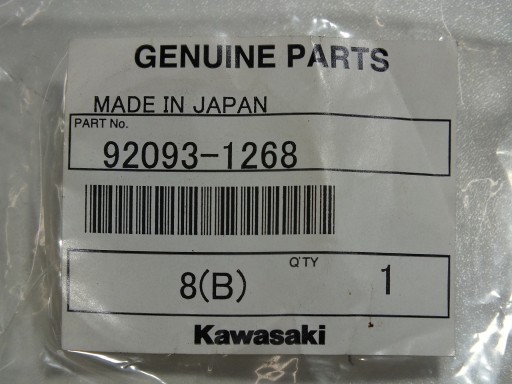 GENUINE PARTS
MADE IN JAPAN
PART No.
92093-1268
8(B) Q'TY 1
Kawasaki